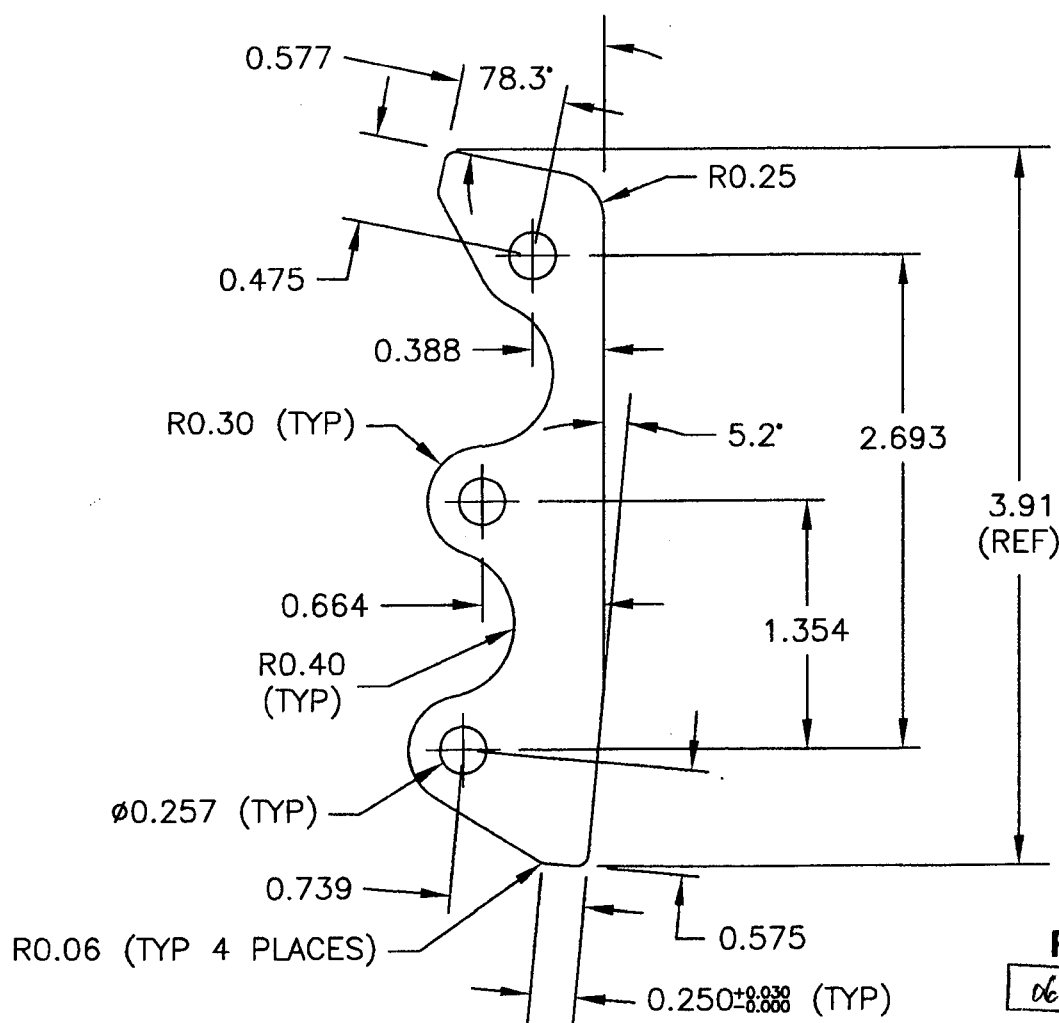 0.577
78.3°
R0.25
0.475
0.388
R0.30 (TYP)
5.2°
2.693
3.91
(REF)
0.664
1.354
R0.40
(TYP)
ø0.257 (TYP)
0.739
0.575
R0.06 (TYP 4 PLACES)
0.250+0.030
-0.000 (TYP)